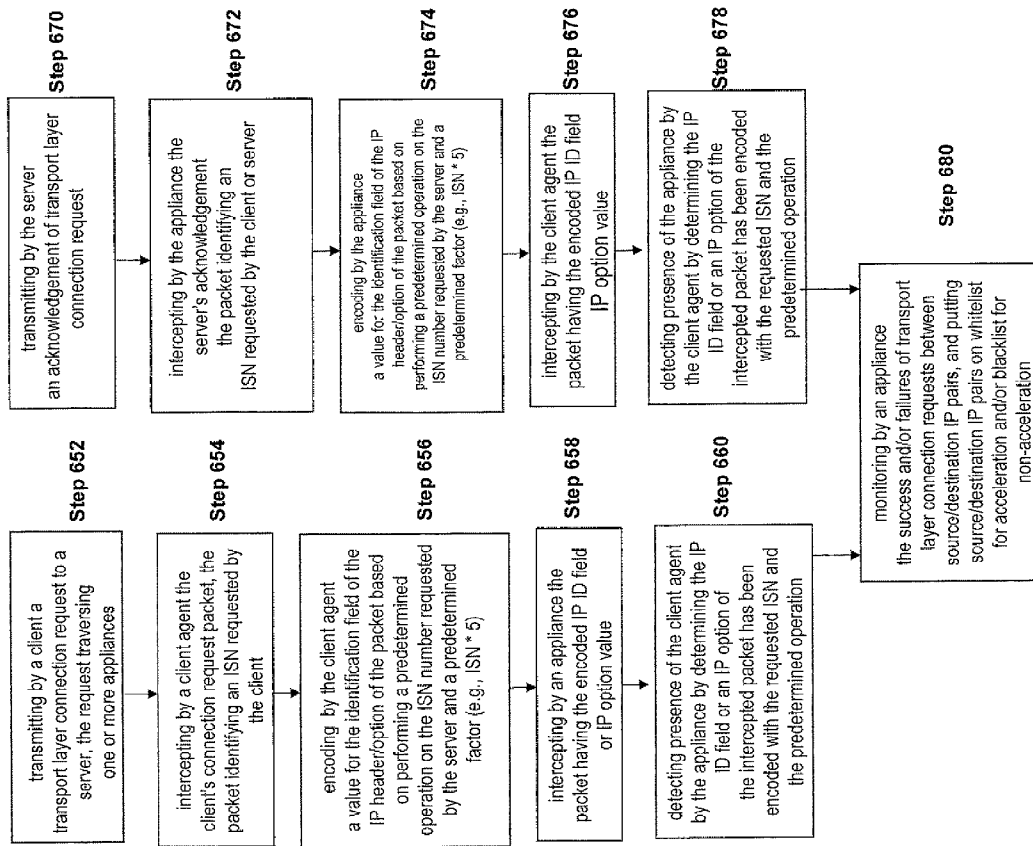 transmitting by a client a
transport layer connection request to a
server, the request traversing
one or more appliances
Step 652
intercepting by a client agent the
client's connection request packet, the
packet identifying an ISN requested by
the client
Step 654
encoding by the client agent
a value for the identification field of the
IP header/option of the packet based
on performing a predetermined
operation on the ISN number requested
by the server and a predetermined
factor (e.g., ISN * 5)
Step 656
intercepting by an appliance the
packet having the encoded IP ID field
or IP option value
Step 658
detecting presence of the client agent
by the appliance by determining the IP
ID field or an IP option of
the intercepted packet has been
encoded with the requested ISN and
the predetermined operation
Step 660
transmitting by the server
an acknowledgement of transport layer
connection request
Step 670
intercepting by the appliance the
server's acknowledgement
the packet identifying an
ISN requested by the client or server
Step 672
encoding by the appliance
a value for the identification field of the IP
header/option of the packet based on
performing a predetermined operation on the
ISN number requested by the server and a
predetermined factor (e.g., ISN * 5)
Step 674
intercepting by the client agent the
packet having the encoded IP ID field
IP option value
Step 676
detecting presence of the appliance by
the client agent by determining the IP
ID field or an IP option of the
intercepted packet has been encoded
with the requested ISN and the
predetermined operation
Step 678
monitoring by an appliance
the success and/or failures of transport
layer connection requests between
source/destination IP pairs, and putting
source/destination IP pairs on whitelist
for acceleration and/or blacklist for
non-acceleration
Step 680